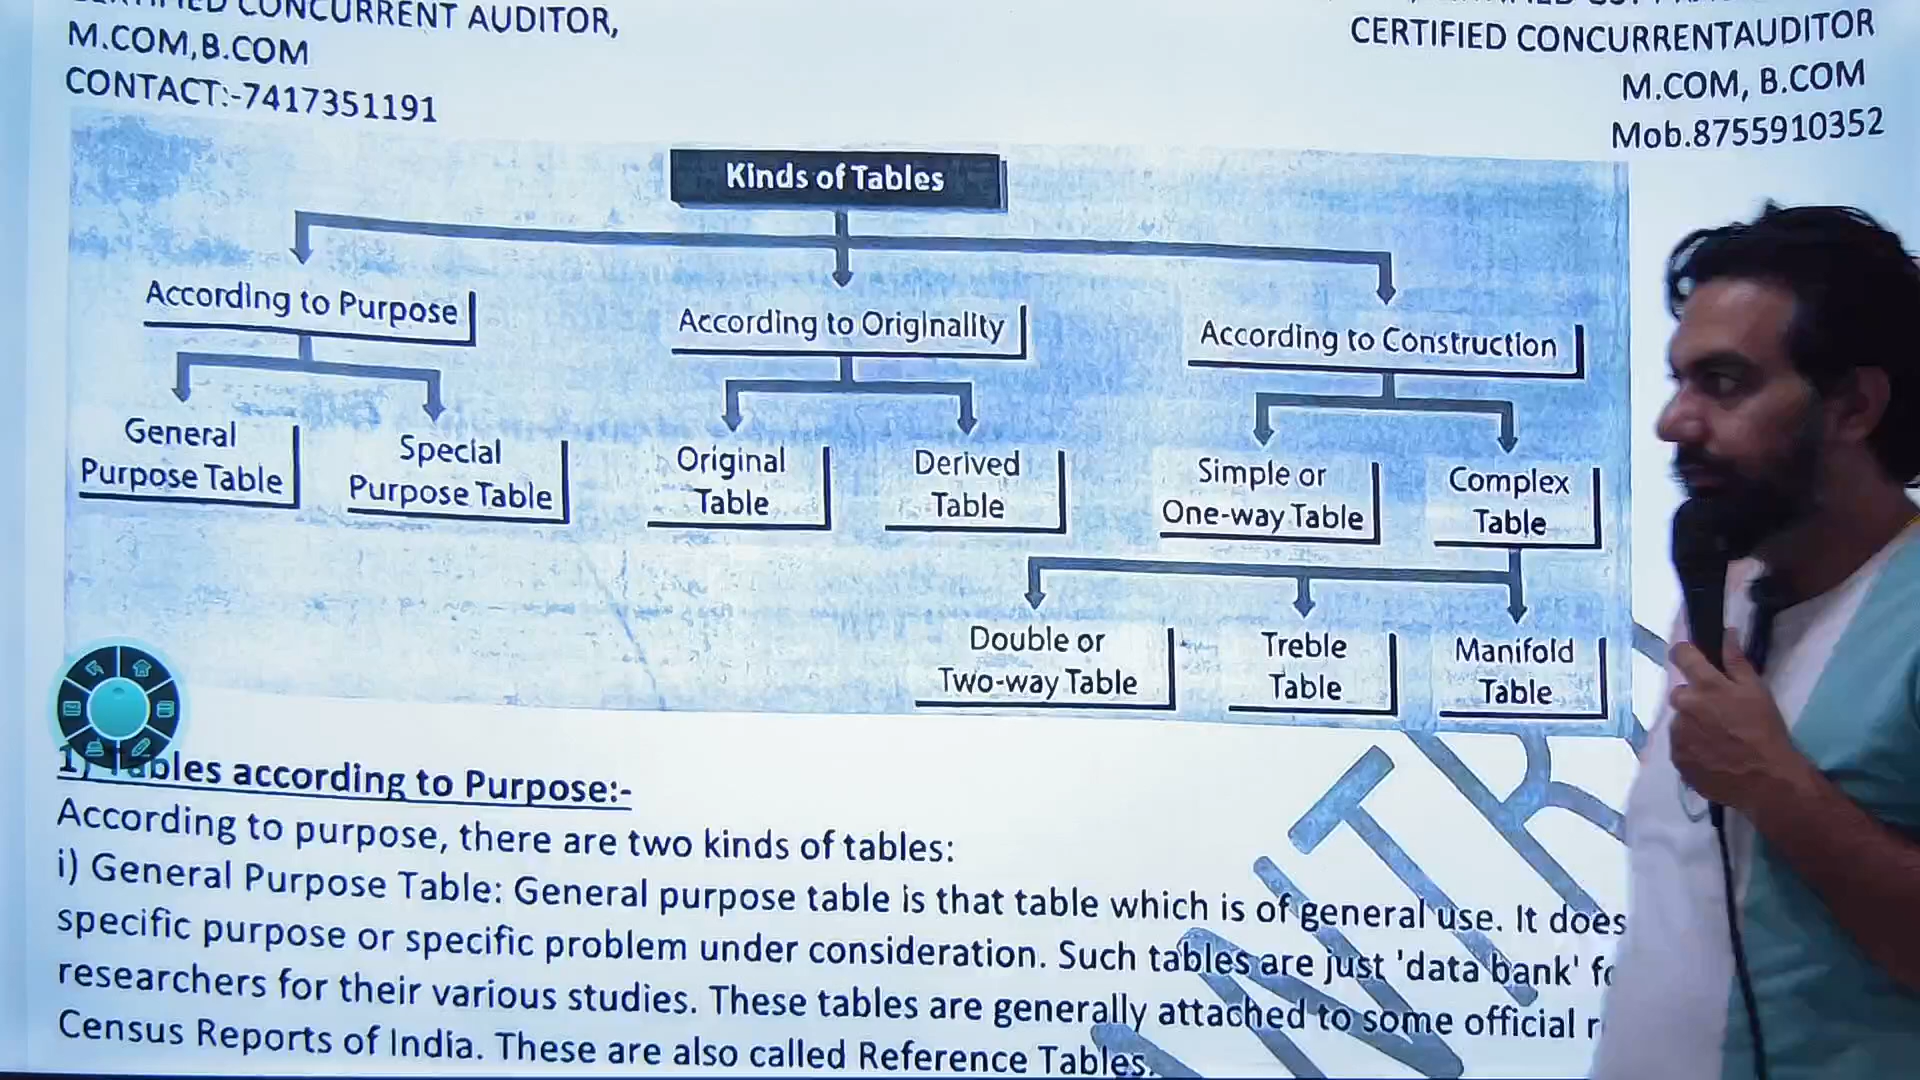 CONCURRENT AUDITOR,
M.COM,B.COM
CONTACT:-7417351191
CERTIFIED CONCURRENTAUDITOR
M.COM, B.COM
Mob.8755910352
Kinds of Tables
According to Purpose
According to Originality
According to Construction
General
Purpose Table
Special
Purpose Table
Original
Table
Derived
Table
Simple or
One-way Table
Complex
Table
Double or
Two-way Table
Treble
Table
Manifold
Table
1) Tables according to Purpose:-
According to purpose, there are two kinds of tables:
i) General Purpose Table: General purpose table is that table which is of general use. It does
specific purpose or specific problem under consideration. Such tables are just 'data bank'
researchers for their various studies. These tables are generally attached to some official
Census Reports of India. These are also called Reference Tables.